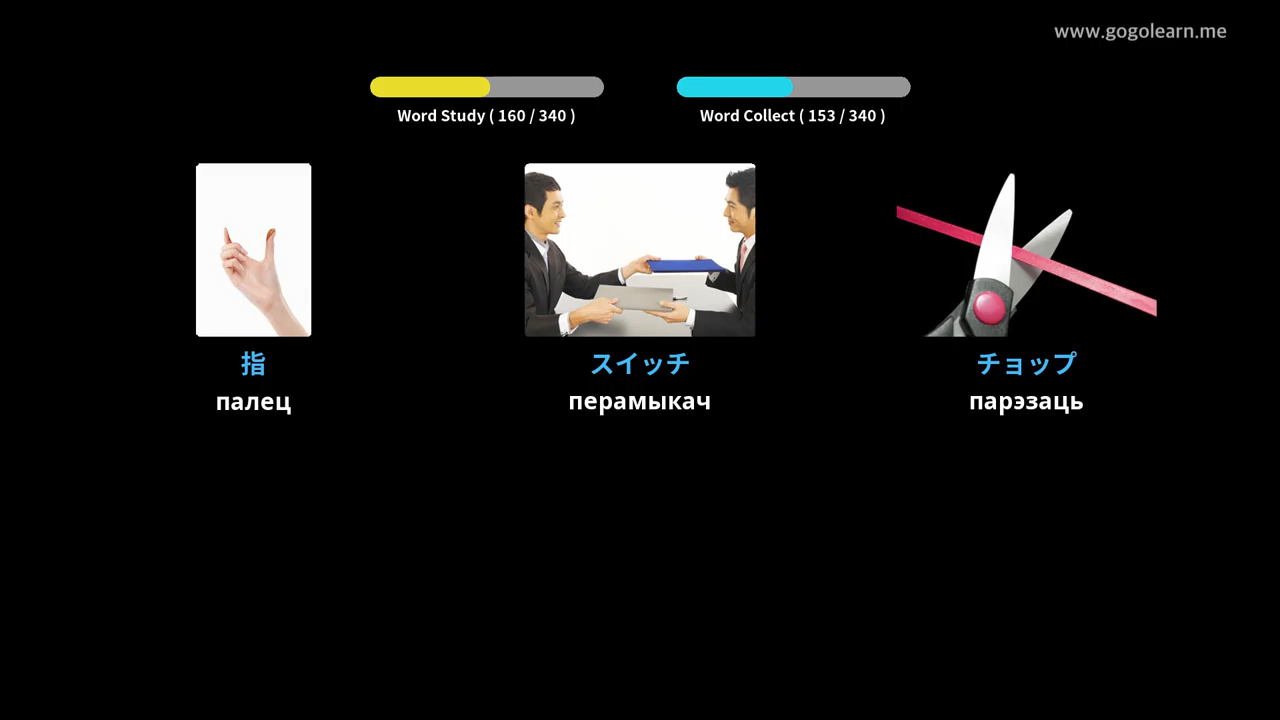 www.gogolearn.me
Word Study ( 160 / 340 )
Word Collect ( 153 / 340 )
指
スイッチ
チョップ
палец
перамыкач
парэзаць